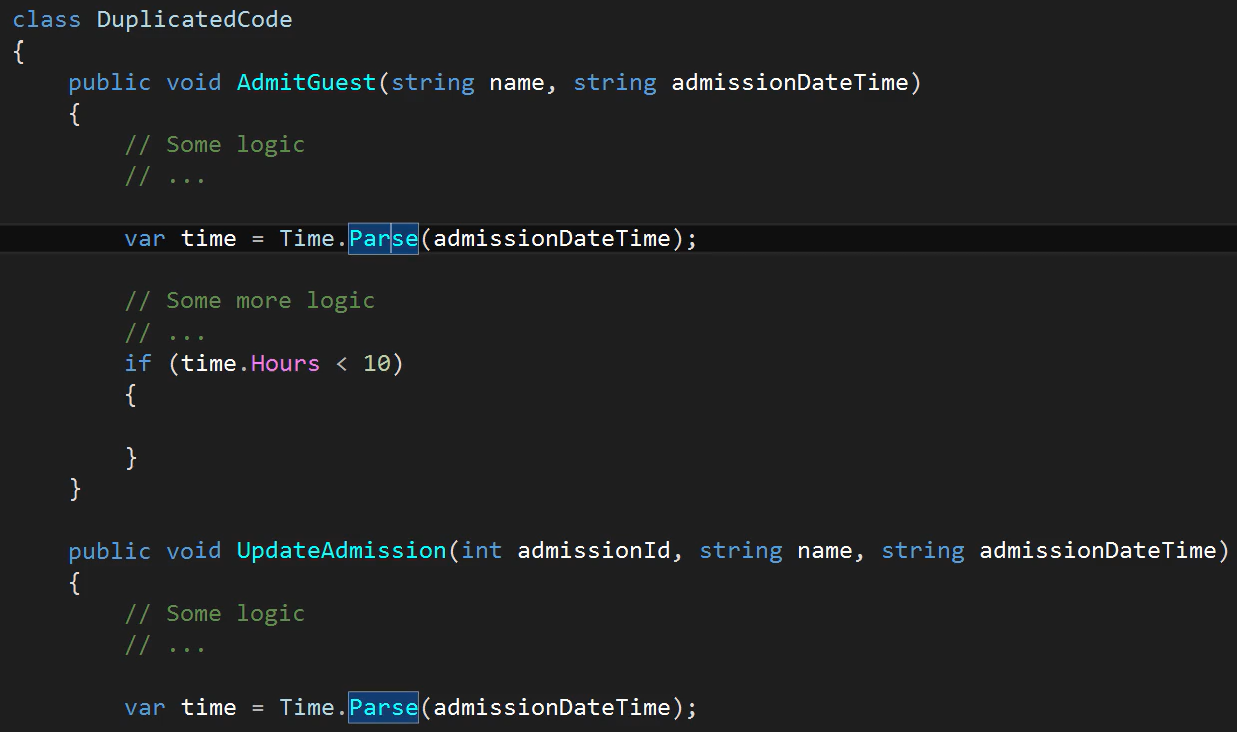 class DuplicatedCode
{
    public void AdmitGuest(string name, string admissionDateTime)
    {
        // Some logic
        // ...

        var time = Time.Parse(admissionDateTime);

        // Some more logic
        // ...
        if (time.Hours < 10)
        {

        }
    }

    public void UpdateAdmission(int admissionId, string name, string admissionDateTime)
    {
        // Some logic
        // ...

        var time = Time.Parse(admissionDateTime);